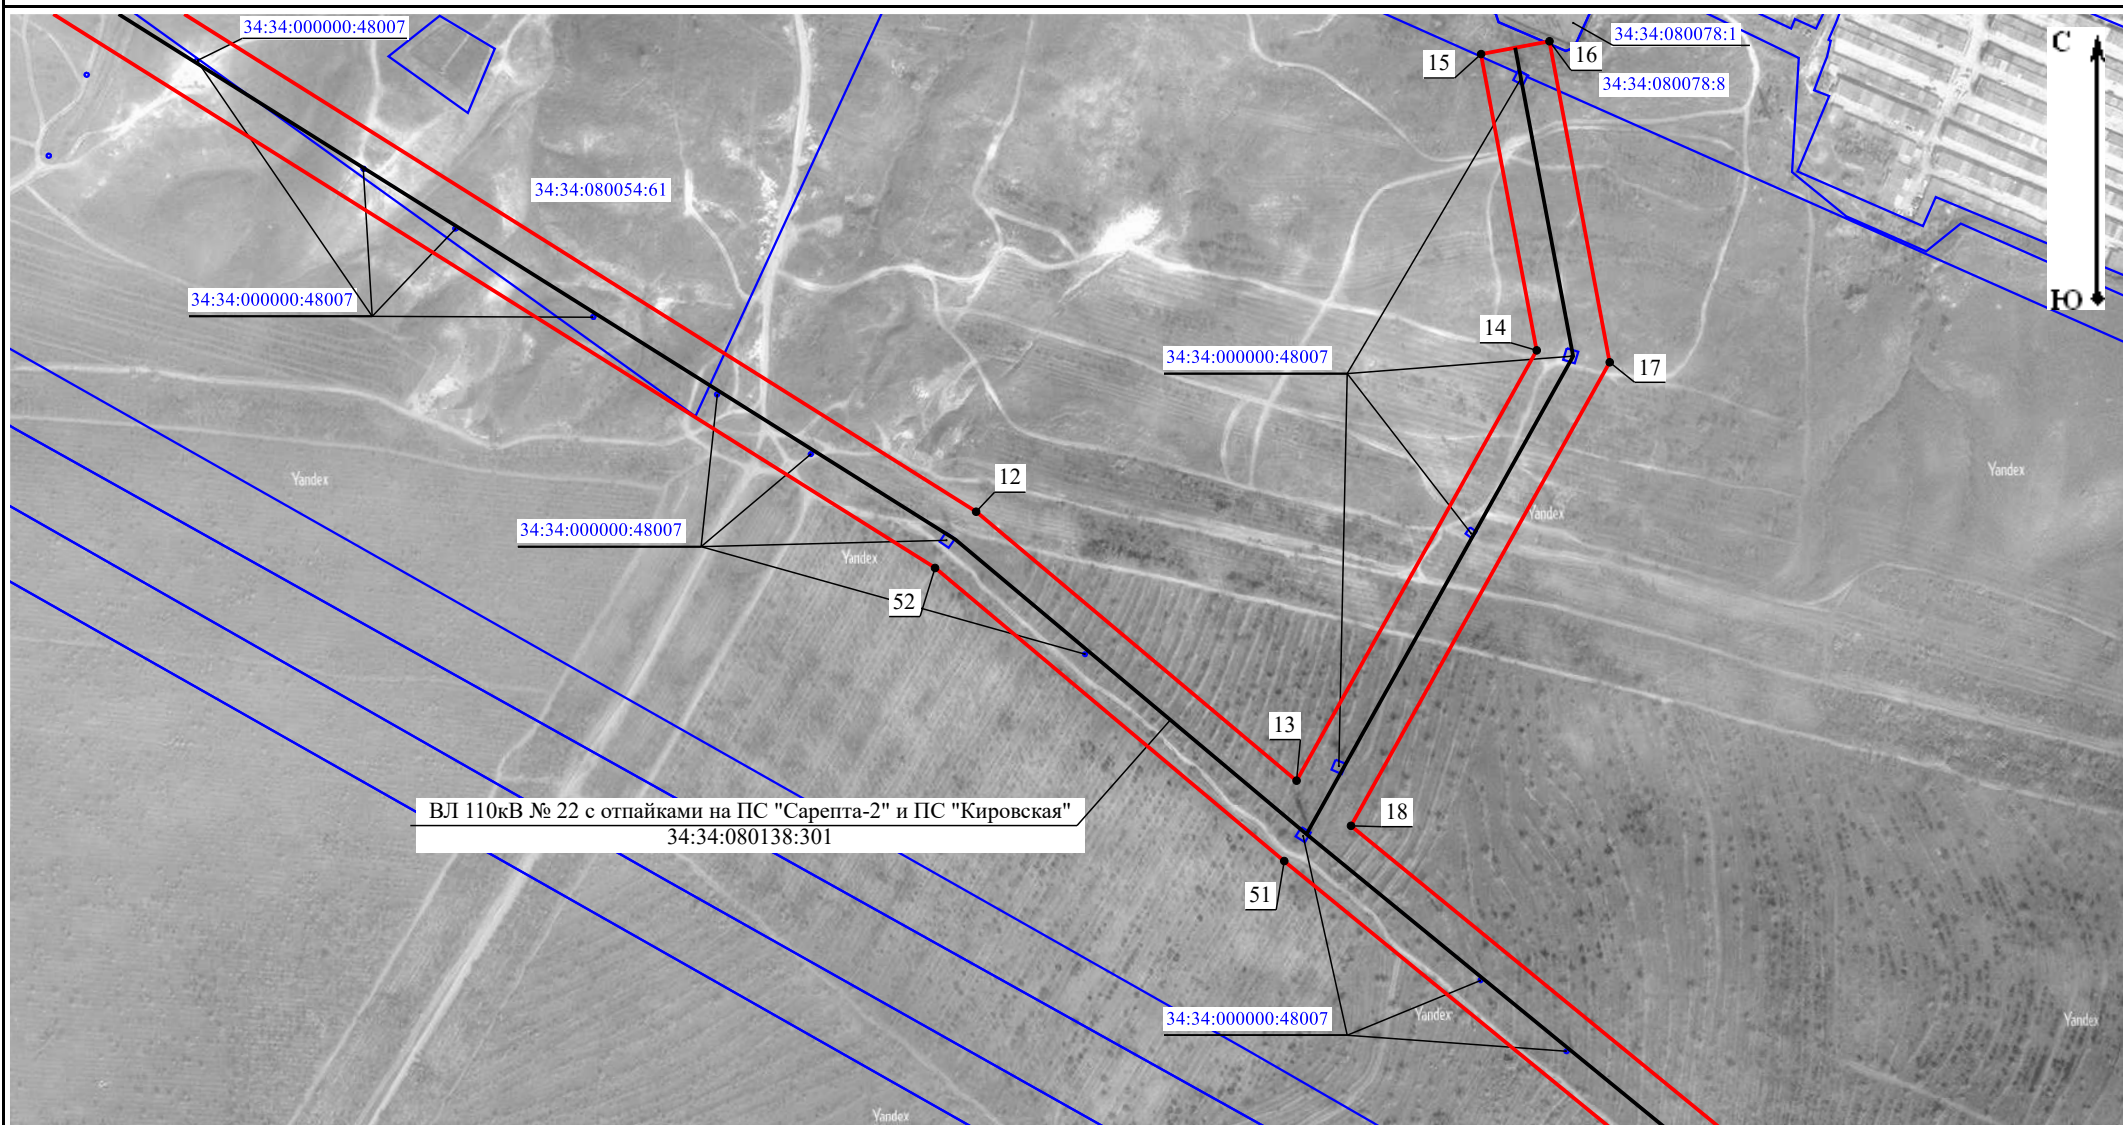 34:34:000000:48007
34:34:080078:1
С
15
16
34:34:080078:8
34:34:080054:61
34:34:000000:48007
Ю
14
34:34:000000:48007
17
12
Yandex
Yandex
Yandex
34:34:000000:48007
Yandex
52
13
ВЛ 110кВ № 22 с отпайками на ПС "Сарепта-2" и ПС "Кировская"
34:34:080138:301
18
51
34:34:000000:48007
Yandex
Yandex
Yandex